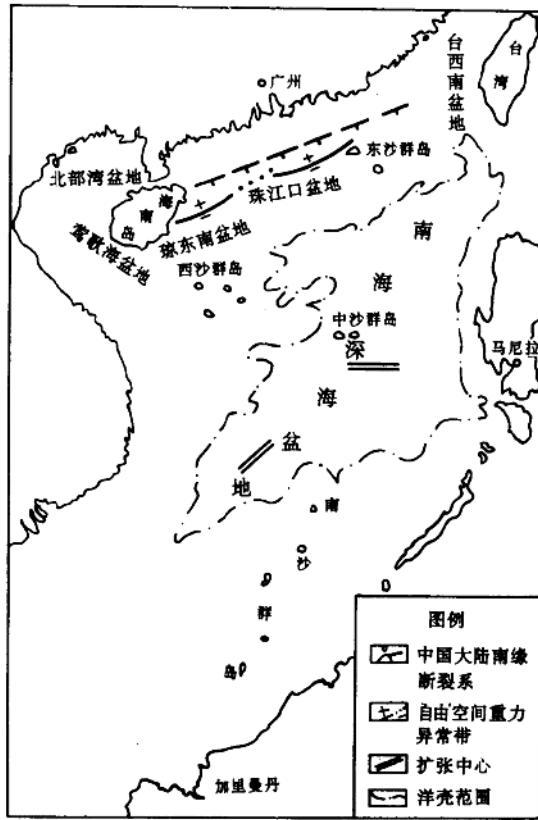 台湾
台西南盆地
广州
东沙群岛
北部湾盆地
珠江口盆地
海南岛
琼东南盆地
莺歌海盆地
西沙群岛
南海深海盆地
中沙群岛
马尼拉
南沙群岛
加里曼丹
图例
中国大陆南缘
断裂系
自由空间重力
异常带
扩张中心
洋壳范围